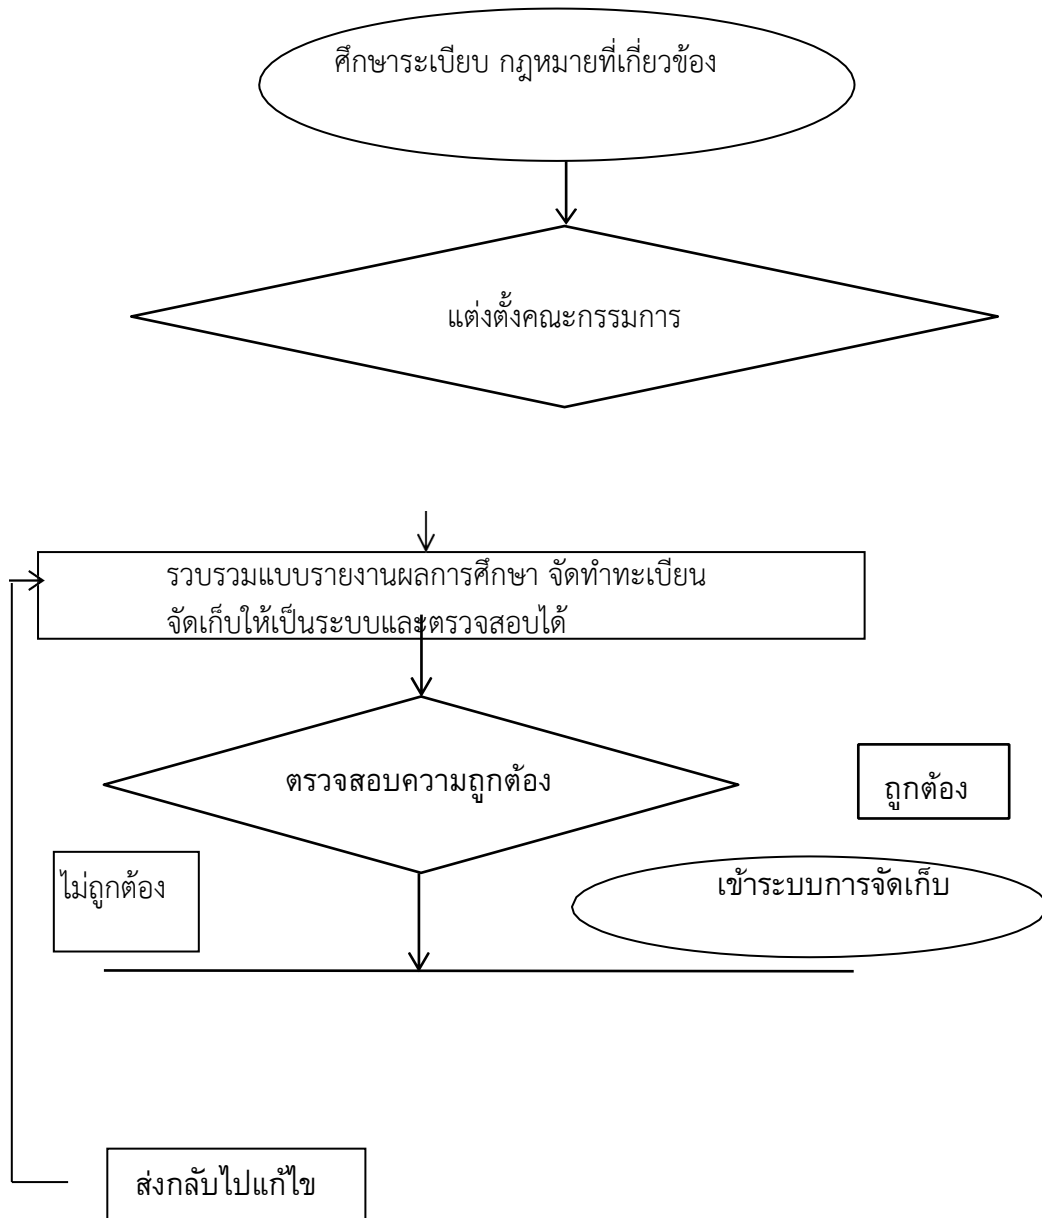 ศึกษาระเบียบ กฎหมายที่เกี่ยวข้อง
แต่งตั้งคณะกรรมการ
รวบรวมแบบรายงานผลการศึกษา จัดทำทะเบียน
จัดเก็บให้เป็นระบบและตรวจสอบได้
ตรวจสอบความถูกต้อง
ถูกต้อง
ไม่ถูกต้อง
เข้าระบบการจัดเก็บ
ส่งกลับไปแก้ไข